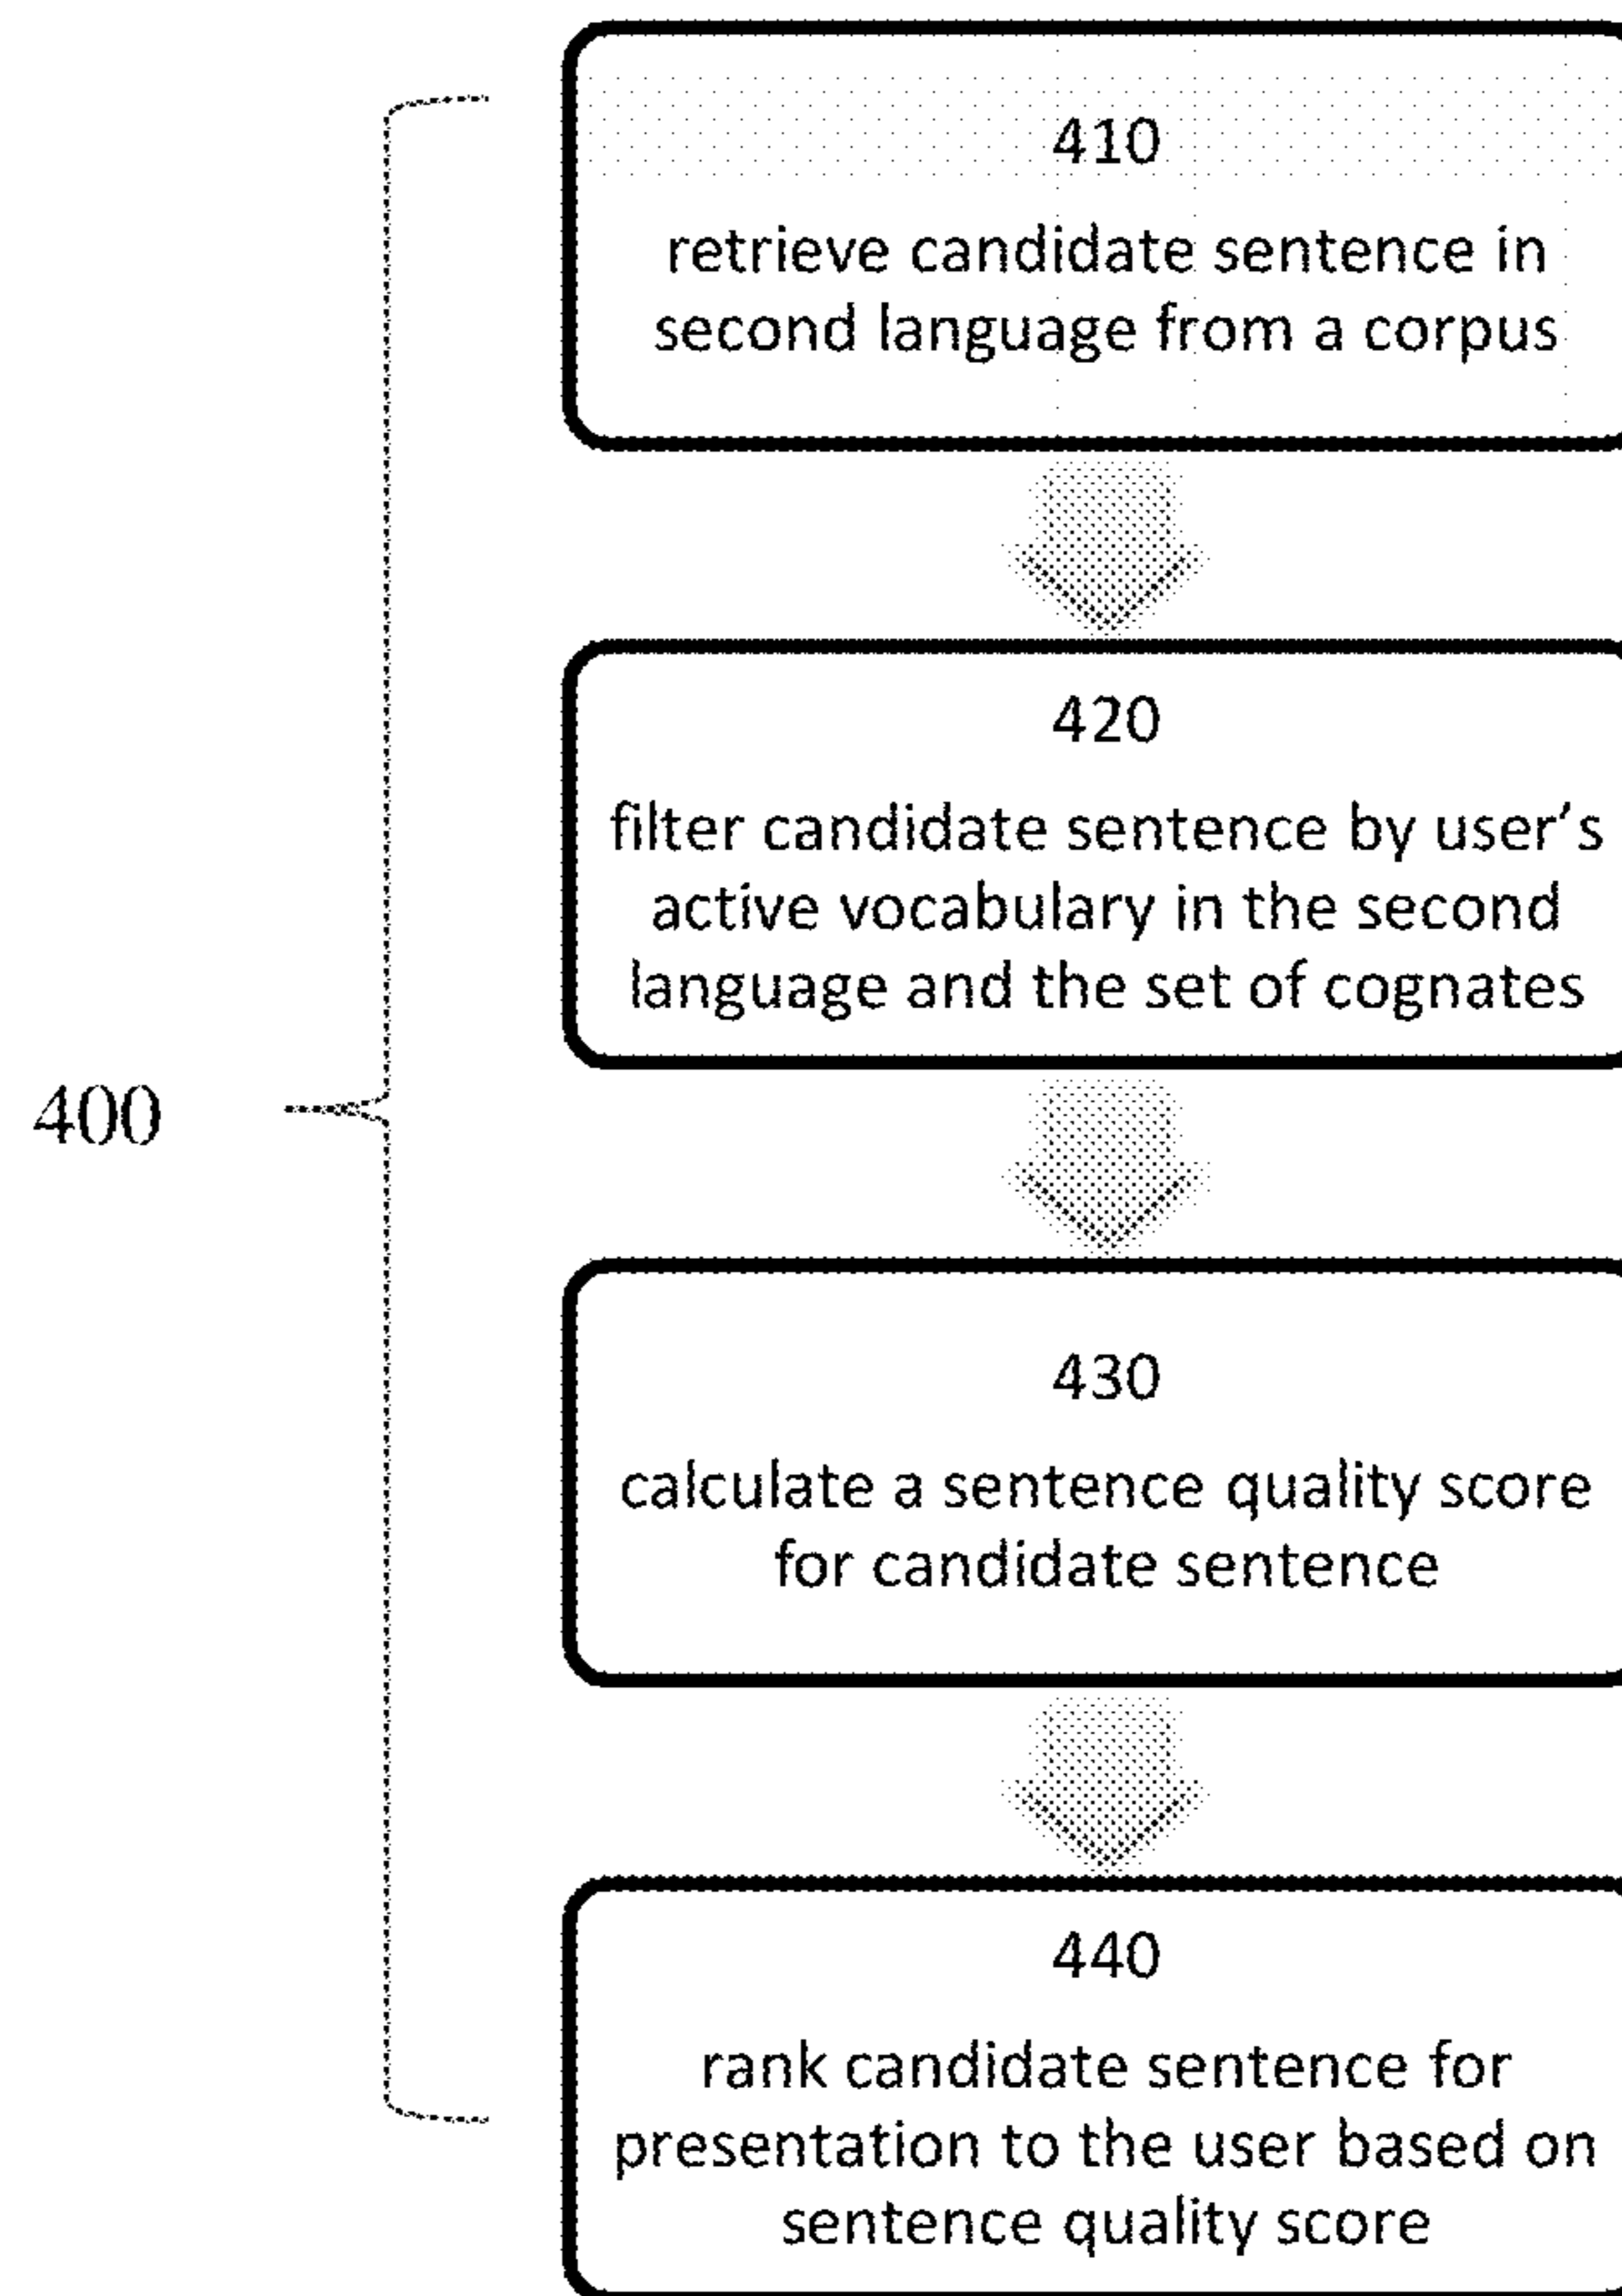 410
retrieve candidate sentence in
second language from a corpus
420
filter candidate sentence by user's
active vocabulary in the second
language and the set of cognates
400
430
calculate a sentence quality score
for candidate sentence
440
rank candidate sentence for
presentation to the user based on
sentence quality score